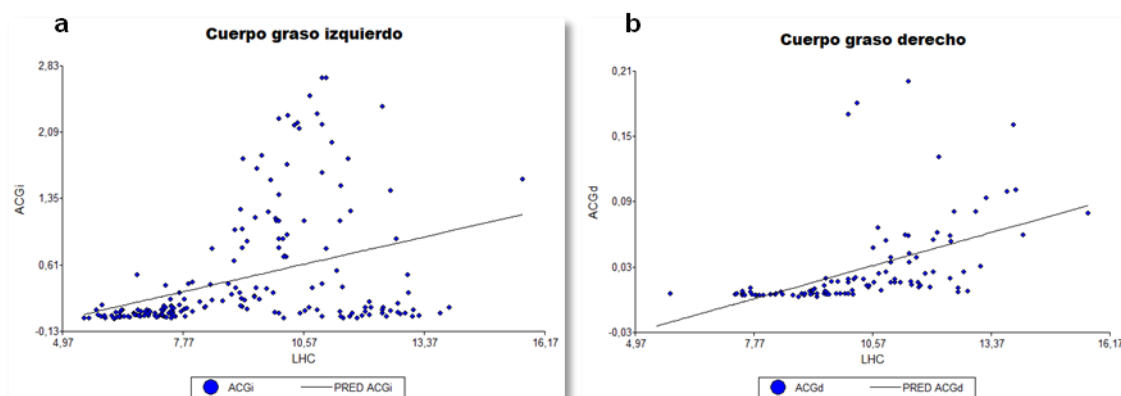 a
Cuerpo graso izquierdo
2,83
2,09
1,35
0,61
-0,13
ACGi
4,97 7,77 10,57 13,37 16,17
LHC
ACGi PRED ACGi
b
Cuerpo graso derecho
0,21
0,15
0,09
0,03
-0,03
ACGd
4,97 7,77 10,57 13,37 16,17
LHC
ACGd PRED ACGd